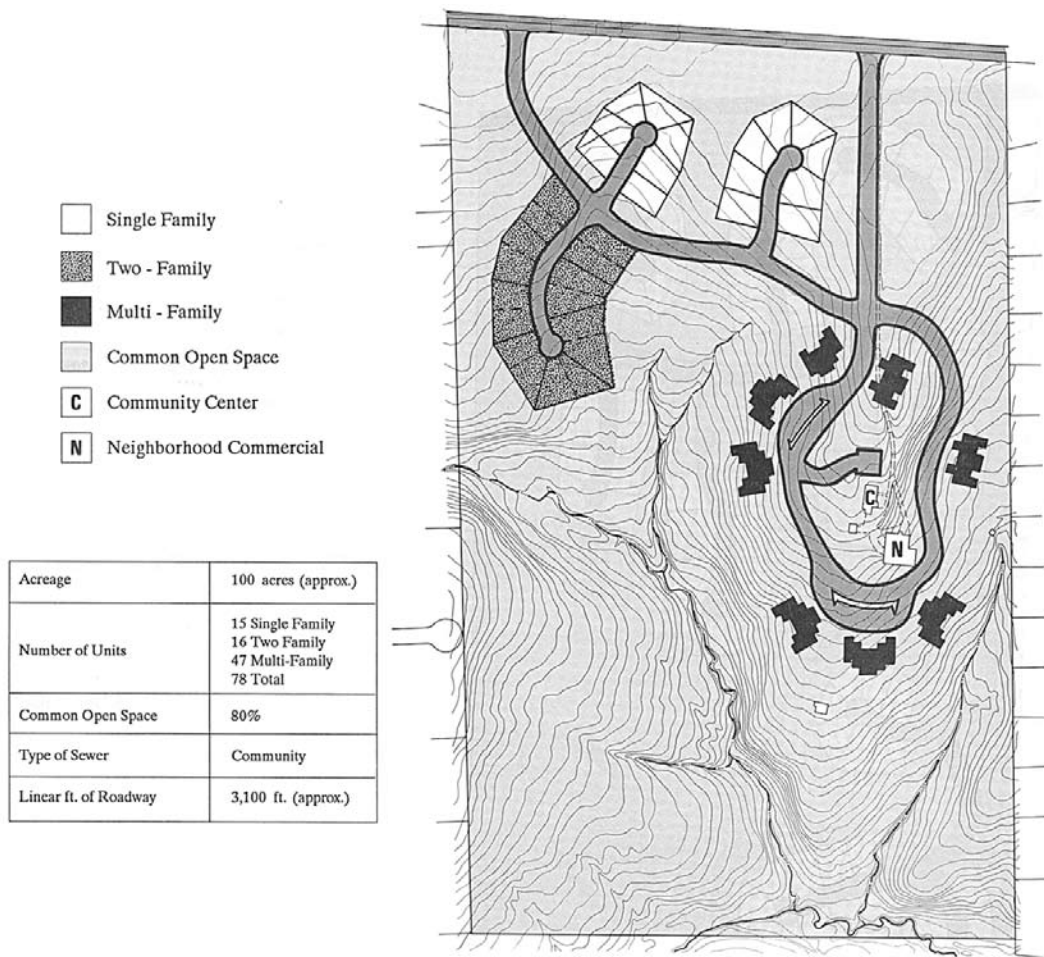 Single Family
Two - Family
Multi - Family
Common Open Space
C Community Center
N Neighborhood Commercial
Acreage 100 acres (approx.)
Number of Units
15 Single Family
16 Two Family
47 Multi-Family
78 Total
Common Open Space 80%
Type of Sewer Community
Linear ft. of Roadway 3,100 ft. (approx.)
C
N